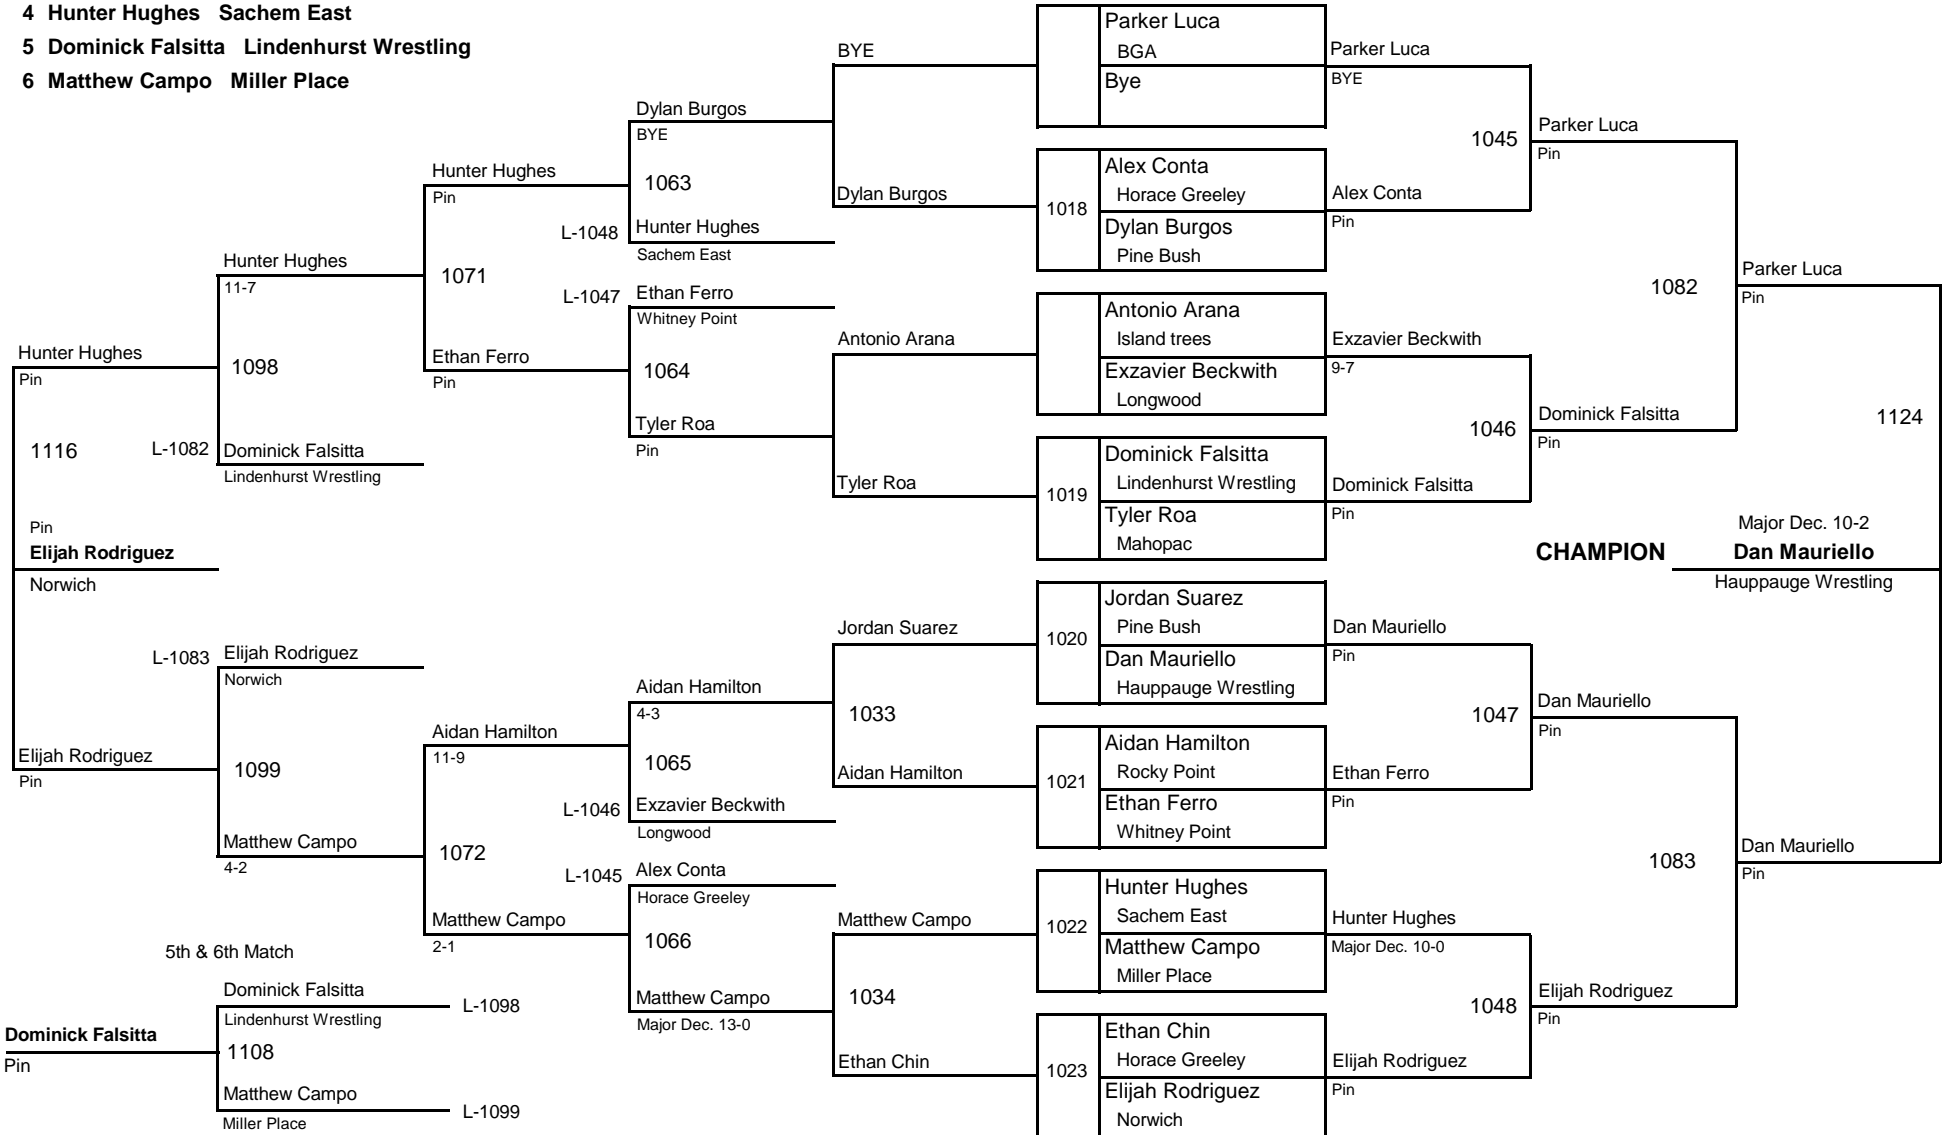 4 Hunter Hughes Sachem East
5 Dominick Falsitta Lindenhurst Wrestling
6 Matthew Campo Miller Place
Parker Luca
BGA
Bye
1018
Alex Conta
Horace Greeley
Dylan Burgos
Pine Bush
Antonio Arana
Island trees
Exzavier Beckwith
Longwood
1019
Dominick Falsitta
Lindenhurst Wrestling
Tyler Roa
Mahopac
1020
Jordan Suarez
Pine Bush
Dan Mauriello
Hauppauge Wrestling
1021
Aidan Hamilton
Rocky Point
Ethan Ferro
Whitney Point
1022
Hunter Hughes
Sachem East
Matthew Campo
Miller Place
1023
Ethan Chin
Horace Greeley
Elijah Rodriguez
Norwich
Parker Luca
BYE
1045
Alex Conta
Pin
Exzavier Beckwith
9-7
1046
Dominick Falsitta
Pin
Dan Mauriello
Pin
1047
Ethan Ferro
Pin
Hunter Hughes
Major Dec. 10-0
1048
Elijah Rodriguez
Pin
Parker Luca
Pin
1082
Dominick Falsitta
Pin
Dan Mauriello
Pin
1083
Elijah Rodriguez
Pin
Parker Luca
Pin
1124
Major Dec. 10-2
CHAMPION Dan Mauriello
Hauppauge Wrestling
Dan Mauriello
Pin
BYE
Dylan Burgos
Antonio Arana
Tyler Roa
Jordan Suarez
1033
Aidan Hamilton
Matthew Campo
1034
Ethan Chin
Dylan Burgos
BYE
1063
L-1048 Hunter Hughes
Sachem East
L-1047 Ethan Ferro
Whitney Point
1064
Tyler Roa
Pin
Aidan Hamilton
4-3
1065
L-1046 Exzavier Beckwith
Longwood
L-1045 Alex Conta
Horace Greeley
1066
Matthew Campo
Major Dec. 13-0
Hunter Hughes
Pin
1071
Ethan Ferro
Pin
Aidan Hamilton
11-9
1072
Matthew Campo
2-1
Hunter Hughes
11-7
1098
L-1082 Dominick Falsitta
Lindenhurst Wrestling
L-1083 Elijah Rodriguez
Norwich
1099
Matthew Campo
4-2
Hunter Hughes
Pin
1116
Pin
Elijah Rodriguez
Norwich
Elijah Rodriguez
Pin
5th & 6th Match
Dominick Falsitta L-1098
Lindenhurst Wrestling
Dominick Falsitta
Pin
1108
Matthew Campo L-1099
Miller Place